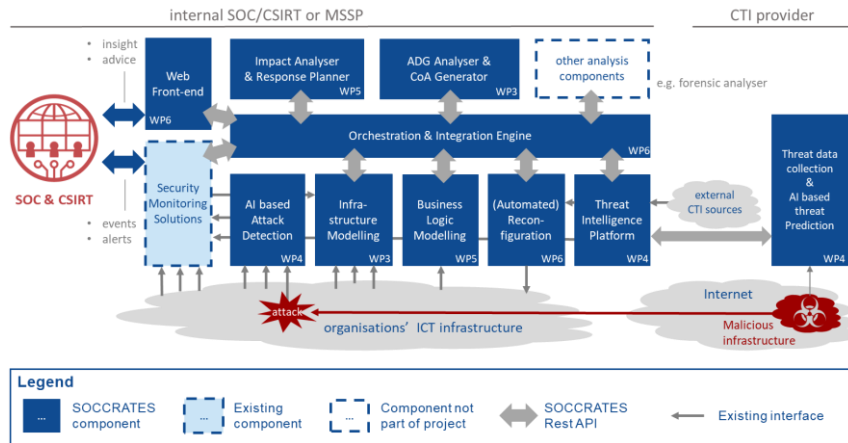 internal SOC/CSIRT or MSSP
CTI provider
• insight
• advice
Web
Front-end
WP6
Impact Analyser
& Response Planner
WP5
ADG Analyser &
CoA Generator
WP3
other analysis
components
e.g. forensic analyser
Orchestration & Integration Engine
WP6
SOC & CSIRT
• events
• alerts
Security
Monitoring
Solutions
AI based
Attack
Detection
WP4
Infra-
structure
Modelling
WP3
Business
Logic
Modelling
WP5
(Automated)
Recon-
figuration
WP6
Threat
Intelligence
Platform
WP4
external
CTI sources
Threat data
collection
&
AI based
threat
Prediction
WP4
attack
organisations' ICT infrastructure
Internet
Malicious
infrastructure
Legend
...
SOCCRATES
component
...
Existing
component
...
Component not
part of project
SOCCRATES
Rest API
Existing interface